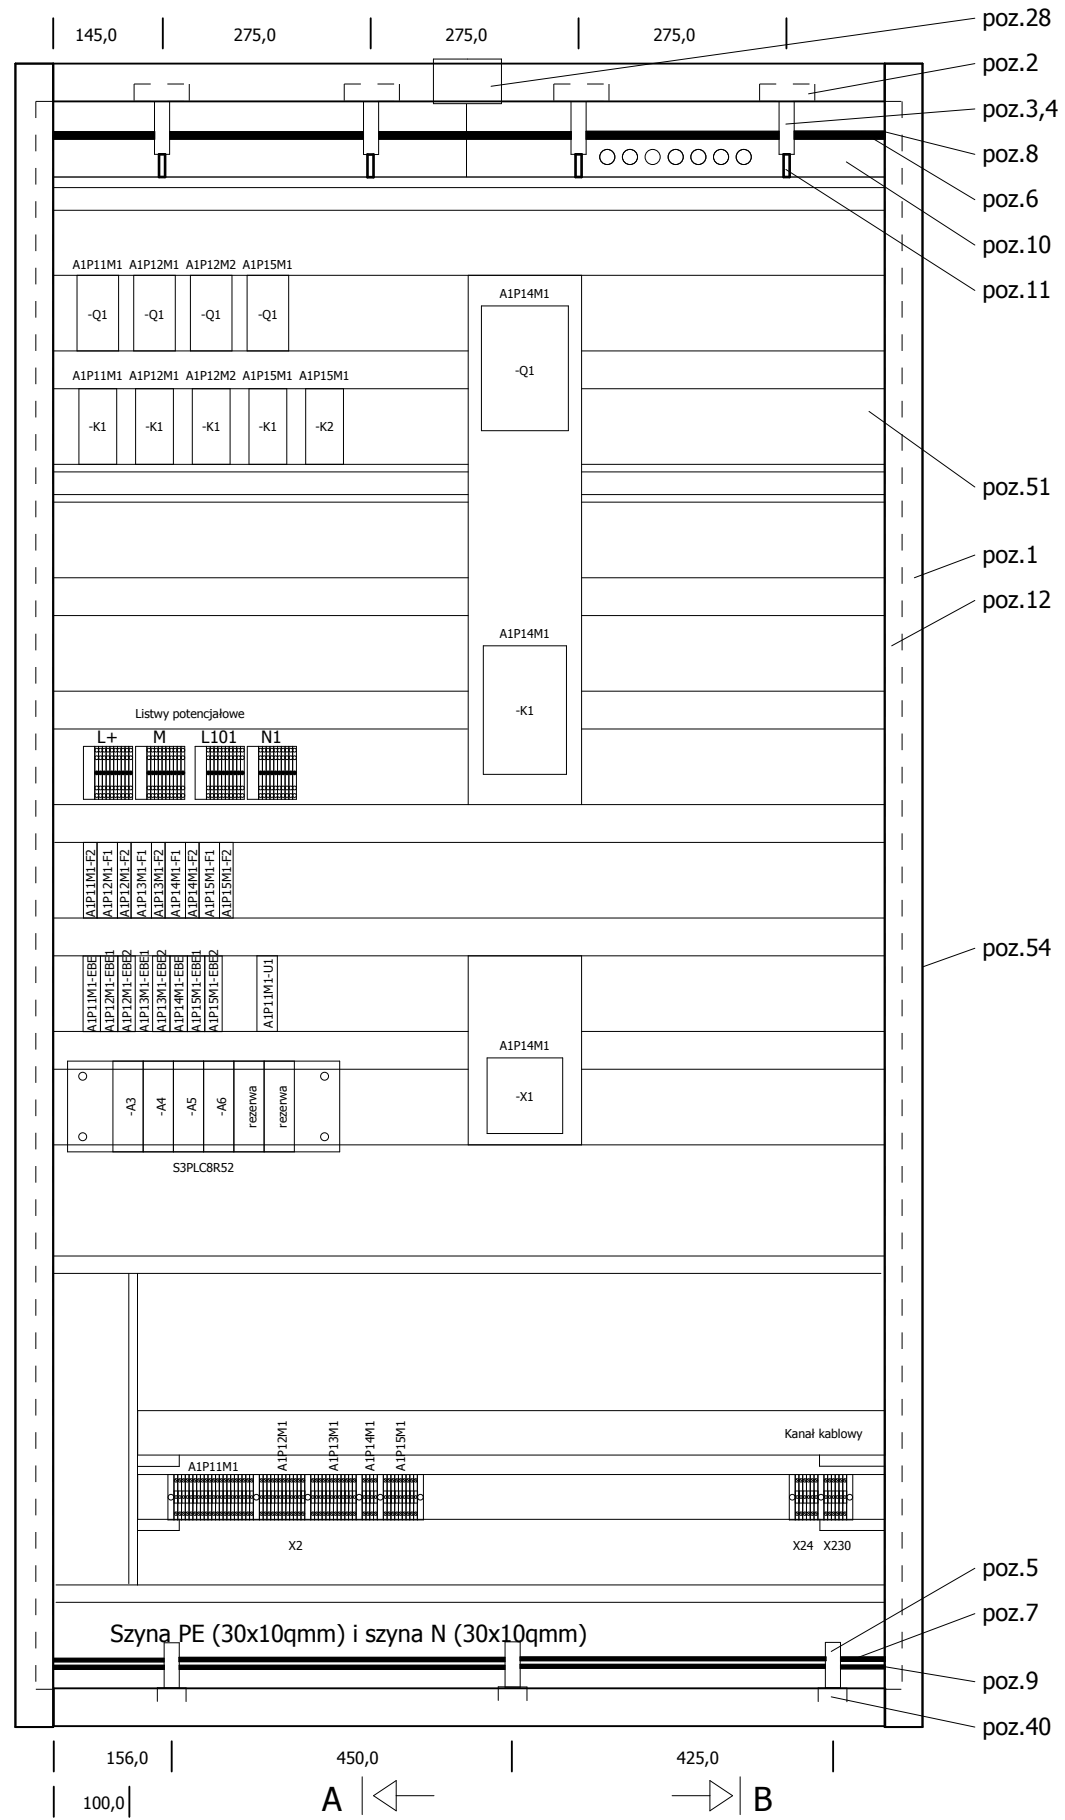 145,0 275,0 275,0 275,0
poz.28
poz.2
poz.3,4
poz.8
poz.6
poz.10
poz.11
A1P11M1 A1P12M1 A1P12M2 A1P15M1
-Q1 -Q1 -Q1 -Q1
A1P14M1
-Q1
A1P11M1 A1P12M1 A1P12M2 A1P15M1 A1P15M1
-K1 -K1 -K1 -K1 -K2
poz.51
poz.1
poz.12
A1P14M1
-K1
Listwy potencjałowe
L+ M L101 N1
A1P11M1-F2
A1P12M1-F1
A1P12M1-F2
A1P13M1-F1
A1P13M1-F2
A1P14M1-F1
A1P14M1-F2
A1P15M1-F1
A1P15M1-F2
poz.54
A1P11M1-EBE
A1P12M1-EBE1
A1P12M1-EBE2
A1P13M1-EBE1
A1P13M1-EBE2
A1P14M1-EBE
A1P15M1-EBE1
A1P15M1-EBE2
A1P11M1-U1
A1P14M1
-X1
-A3
-A4
-A5
-A6
rezerwa
rezerwa
S3PLC8R52
A1P11M1
A1P12M1
A1P13M1
A1P14M1
A1P15M1
Kanał kablowy
X2 X24 X230
poz.5
poz.7
Szyna PE (30x10qmm) i szyna N (30x10qmm)
poz.9
poz.40
156,0 450,0 425,0
100,0
A B